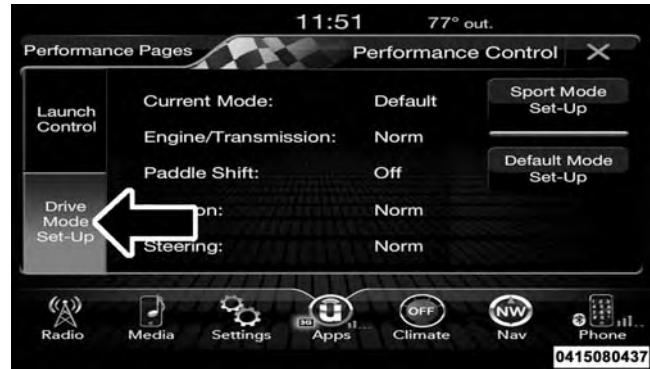 11:51 77° out.
Performance Pages Performance Control
Launch
Control
Current Mode: Default
Engine/Transmission: Norm
Paddle Shift: Off
Norm
Steering: Norm
Drive
Mode
Set-Up
Sport Mode
Set-Up
Default Mode
Set-Up
Radio
Media
Settings
3G
Apps
OFF
Climate
NW
Nav
Phone
0415080437